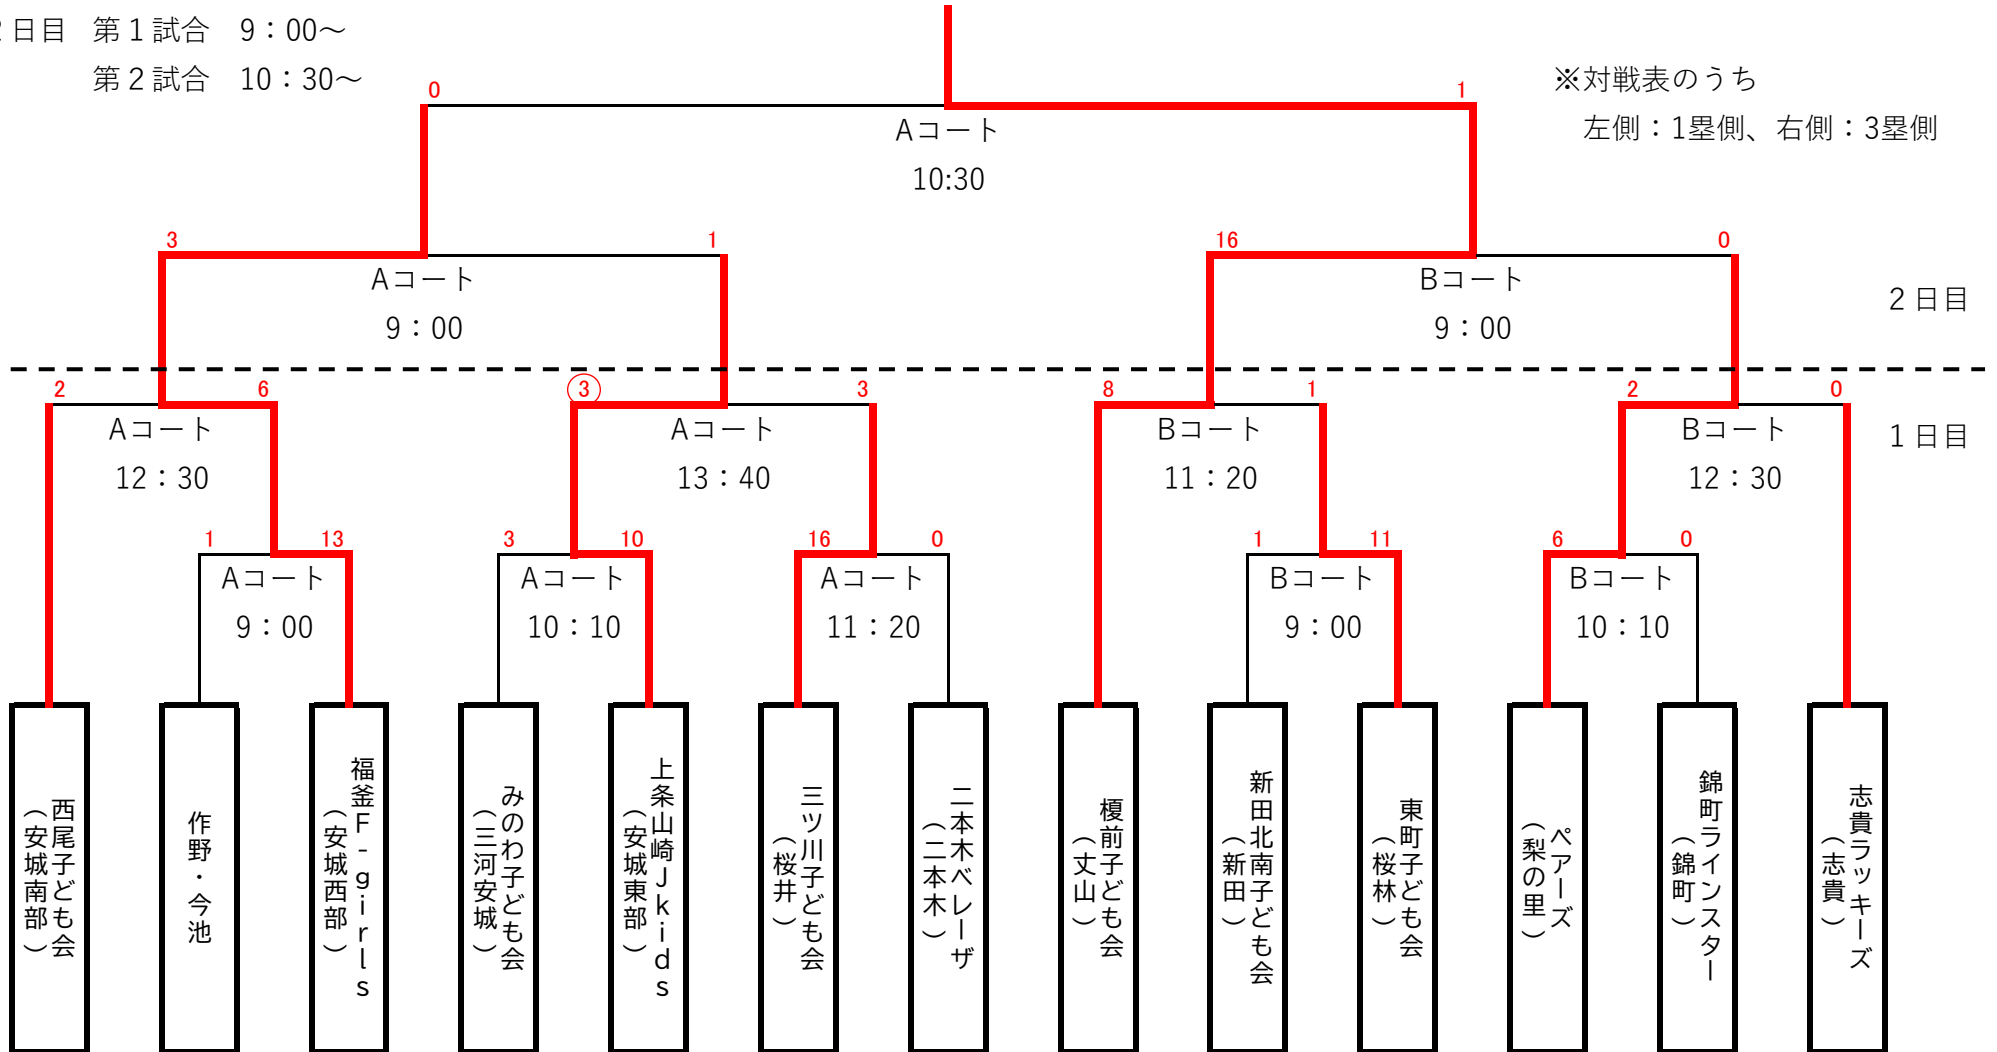 2日目 第1試合 9：00～
第2試合 10：30～
※対戦表のうち
左側：1塁側、右側：3塁側
0
1
Aコート
10:30
3
1
16
0
Aコート
9：00
Bコート
9：00
2日目
2
6
3
3
8
1
2
0
Aコート
12：30
Aコート
13：40
Bコート
11：20
Bコート
12：30
1日目
1
13
3
10
16
0
1
11
6
0
Aコート
9：00
Aコート
10：10
Aコート
11：20
Bコート
9：00
Bコート
10：10
西尾子ども会
（安城南部）
作野・今池
福釜F-girls
（安城西部）
みのわ子ども会
（三河安城）
上条山崎Jkids
（安城東部）
三ツ川子ども会
（桜井）
二本木ベレーザ
（二本木）
榎前子ども会
（丈山）
新田北南子ども会
（新田）
東町子ども会
（桜林）
ペアーズ
（梨の里）
錦町ラインスター
（錦町）
志貴ラッキーズ
（志貴）